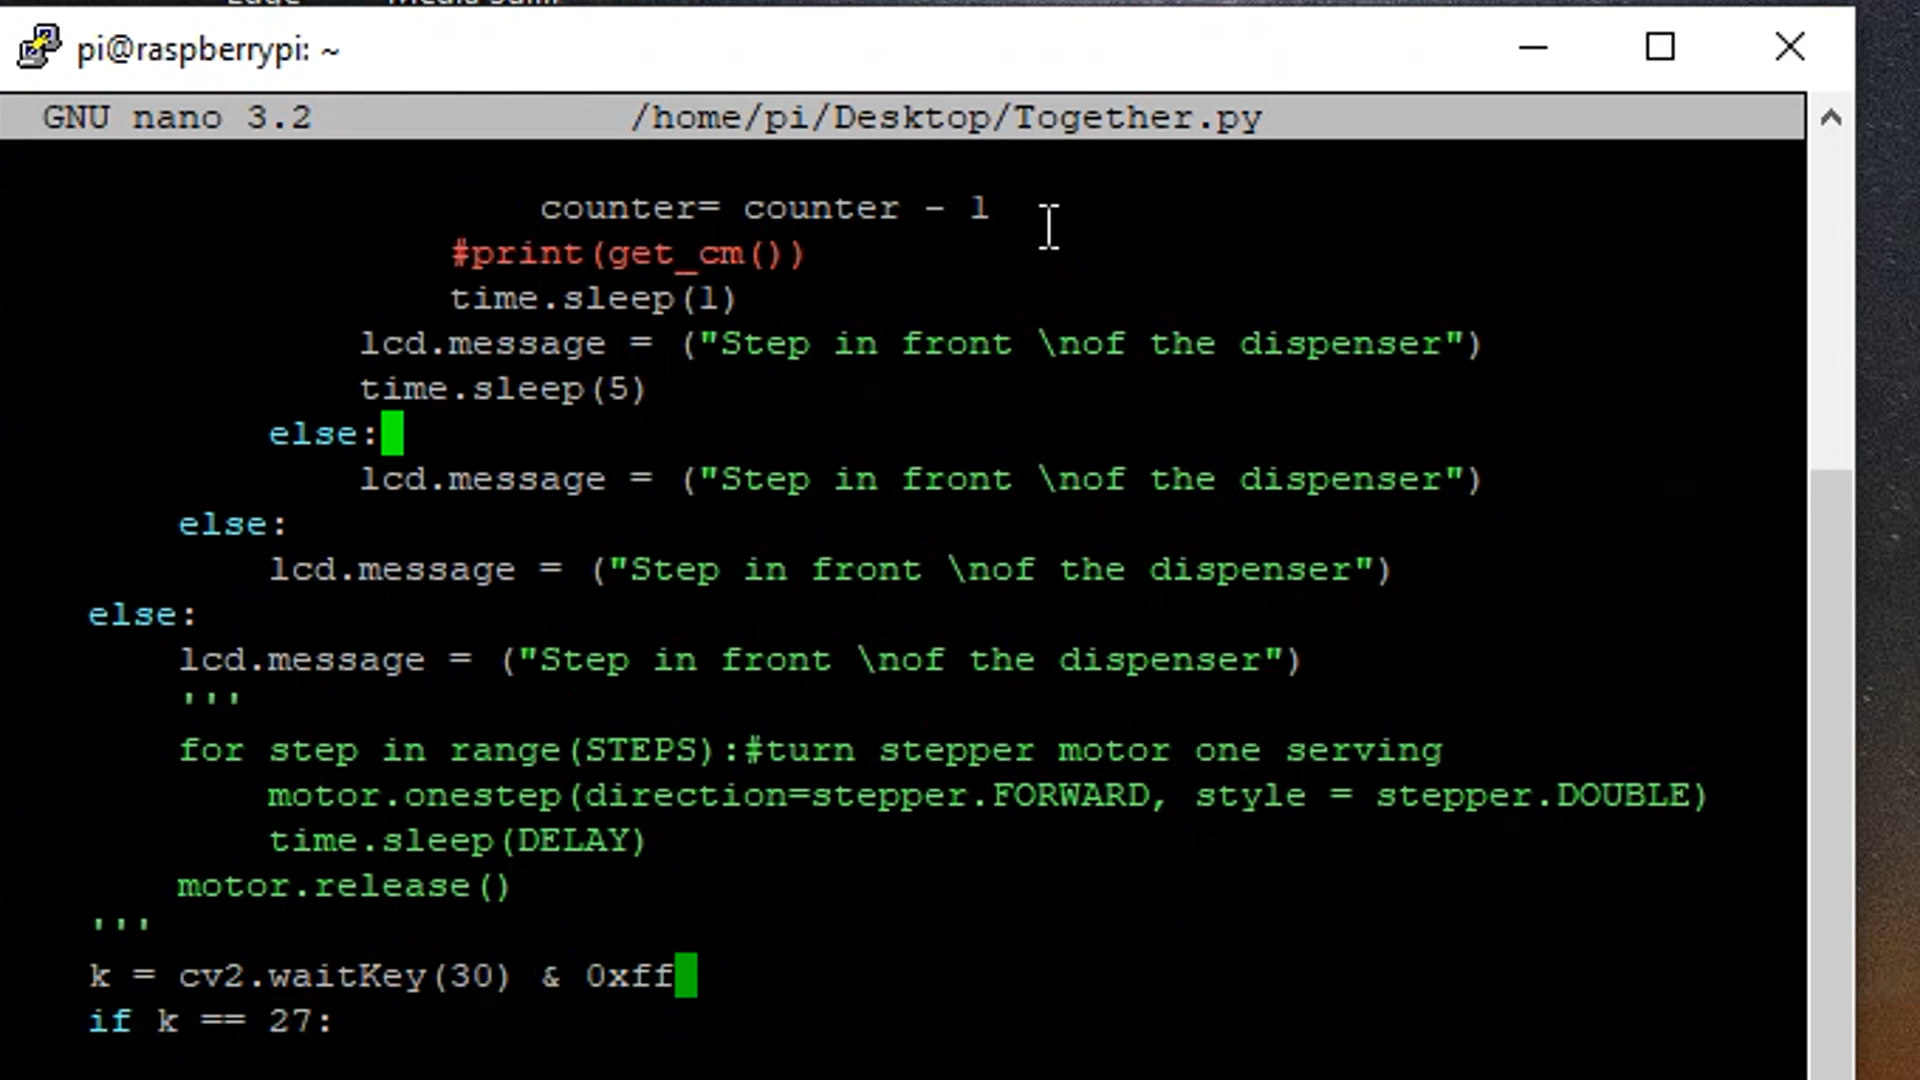 pi@raspberrypi: ~
GNU nano 3.2 /home/pi/Desktop/Together.py
counter= counter - 1
#print(get_cm())
time.sleep(1)
lcd.message = ("Step in front \nof the dispenser")
time.sleep(5)
else:
lcd.message = ("Step in front \nof the dispenser")
else:
lcd.message = ("Step in front \nof the dispenser")
else:
lcd.message = ("Step in front \nof the dispenser")
'''
for step in range(STEPS):#turn stepper motor one serving
motor.onestep(direction=stepper.FORWARD, style = stepper.DOUBLE)
time.sleep(DELAY)
motor.release()
'''
k = cv2.waitKey(30) & 0xff
if k == 27: